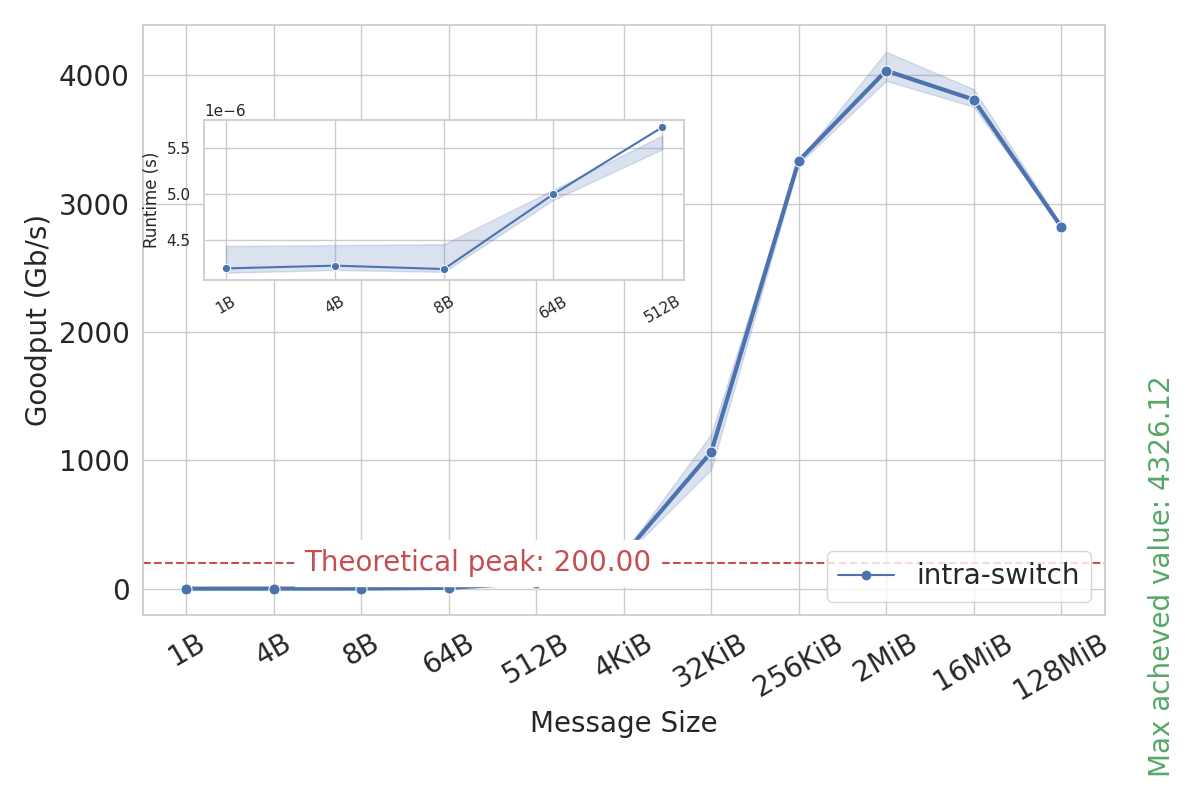 4000
3000
2000
1000
0
Goodput (Gb/s)
1e−6
5.5
5.0
4.5
Runtime (s)
1B 4B 8B 64B 512B
Theoretical peak: 200.00
intra-switch
1B 4B 8B 64B 512B 4KiB 32KiB 256KiB 2MiB 16MiB 128MiB
Message Size
Max acheved value: 4326.12